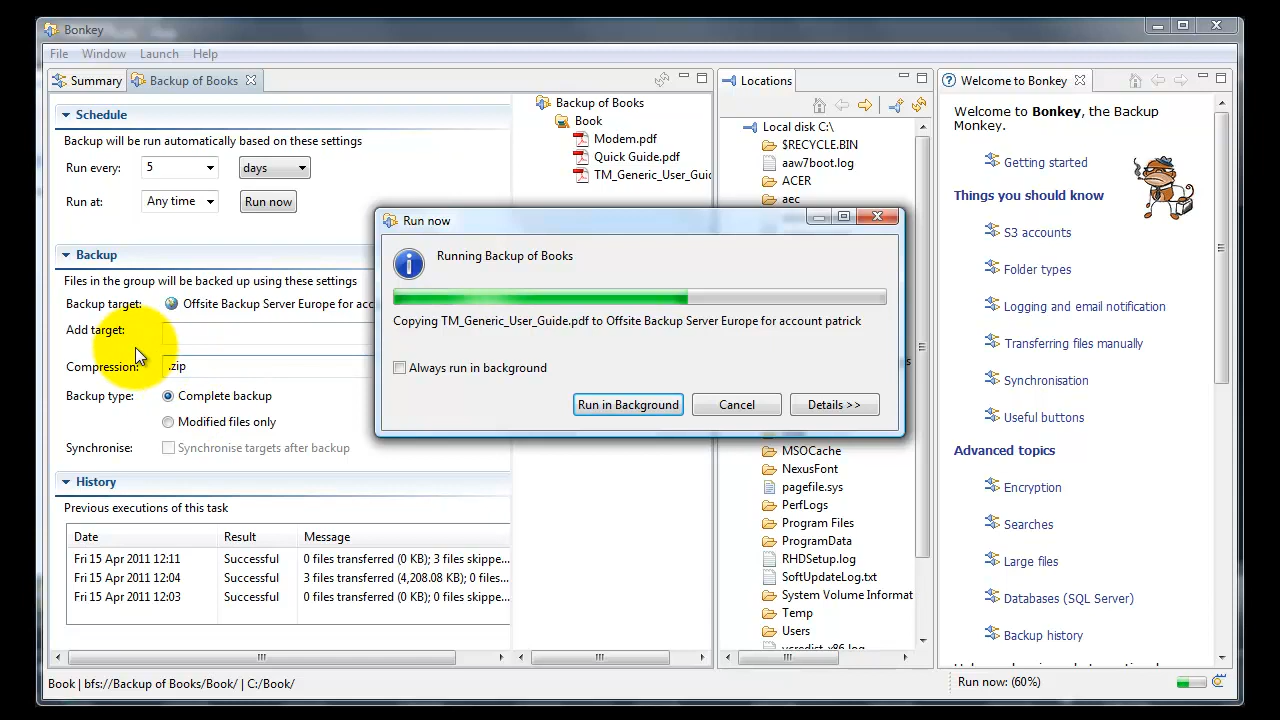 Bonkey
File Window Launch Help
Summary
Backup of Books
Schedule
Backup will be run automatically based on these settings
Run every: 5 days
Run at: Any time Run now
Backup
Files in the group will be backed up using these settings
Backup target: Offsite Backup Server Europe for acc
Add target:
Compression: .zip
Backup type: Complete backup
Modified files only
Synchronise: Synchronise targets after backup
History
Previous executions of this task
Date Result Message
Fri 15 Apr 2011 12:11 Successful 0 files transferred (0 KB); 3 files skippe...
Fri 15 Apr 2011 12:04 Successful 3 files transferred (4,208.08 KB); 0 files...
Fri 15 Apr 2011 12:03 Successful 0 files transferred (0 KB); 0 files skippe...
Backup of Books
Book
Modem.pdf
Quick Guide.pdf
TM_Generic_User_Guid
Run now
Running Backup of Books
Copying TM_Generic_User_Guide.pdf to Offsite Backup Server Europe for account patrick
Always run in background
Run in Background Cancel Details >>
Locations
Local disk C:\
$RECYCLE.BIN
aaw7boot.log
ACER
aec
MSOCache
NexusFont
pagefile.sys
PerfLogs
Program Files
ProgramData
RHDSetup.log
SoftUpdateLog.txt
System Volume Informat
Temp
Users
vcredist_x86.log
Welcome to Bonkey
Welcome to Bonkey, the Backup
Monkey.
Getting started
Things you should know
S3 accounts
Folder types
Logging and email notification
Transferring files manually
Synchronisation
Useful buttons
Advanced topics
Encryption
Searches
Large files
Databases (SQL Server)
Backup history
Book | bfs://Backup of Books/Book/ | C:/Book/
Run now: (60%)